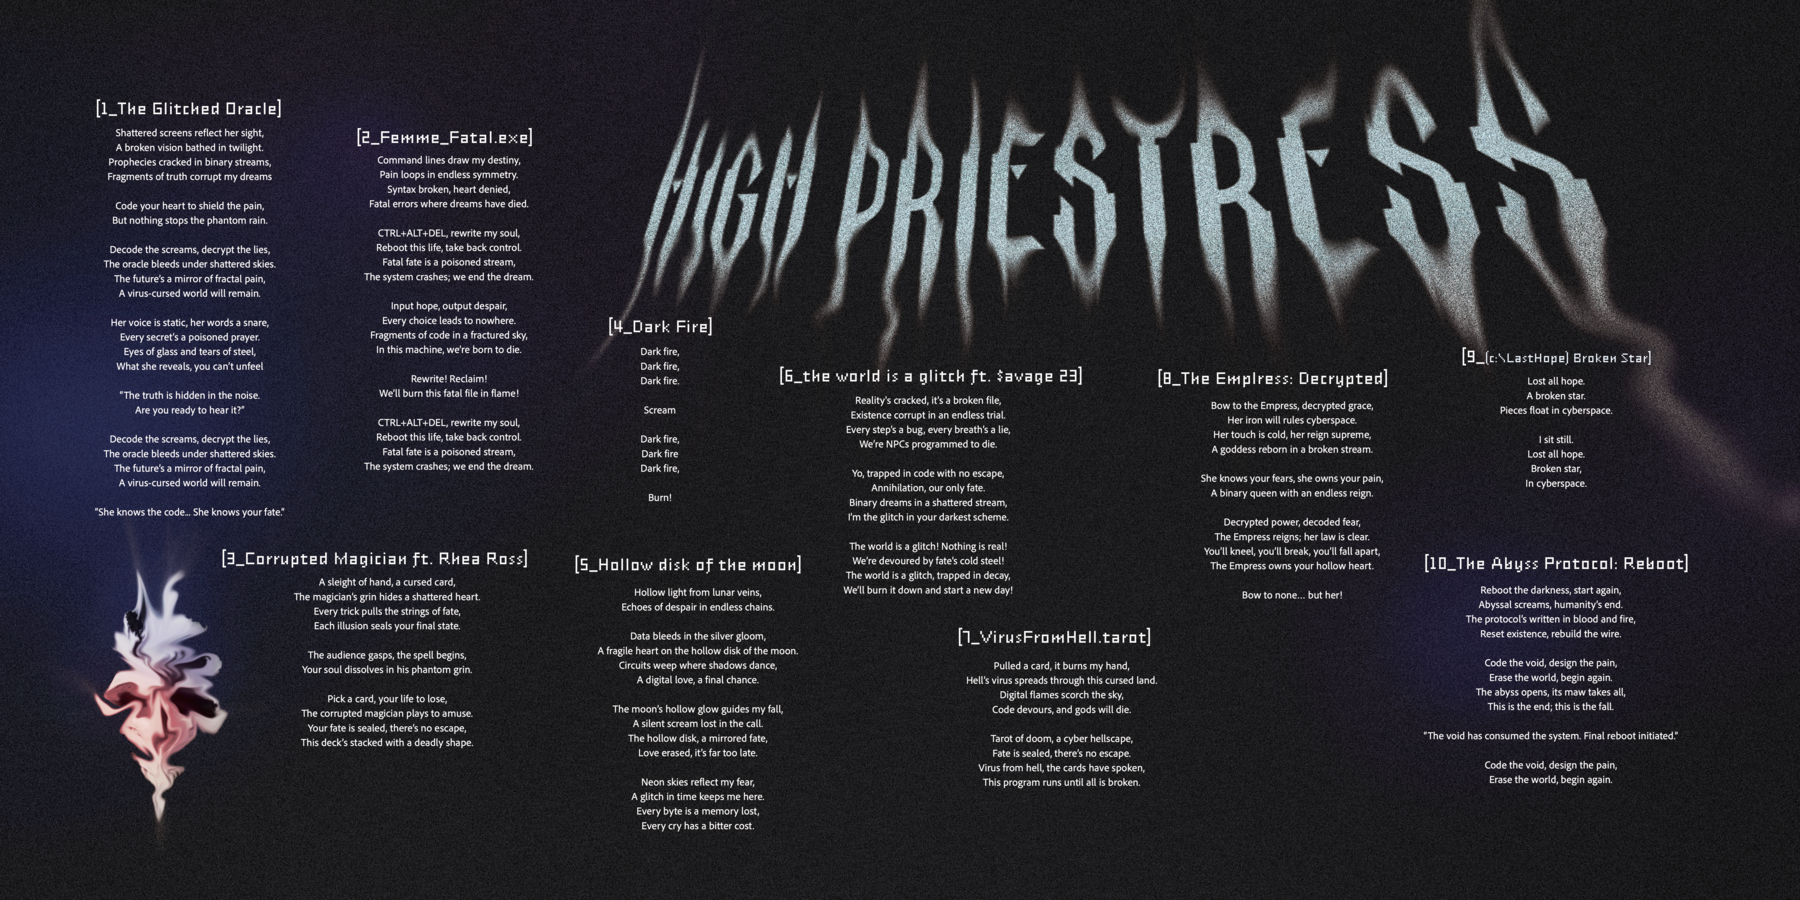 HIGH PRIESTRESS
[1_The Glitched Oracle]
Shattered screens reflect her sight,
A broken vision bathed in twilight.
Prophecies cracked in binary streams,
Fragments of truth corrupt my dreams
Code your heart to shield the pain,
But nothing stops the phantom rain.
Decode the screams, decrypt the lies,
The oracle bleeds under shattered skies.
The future's a mirror of fractal pain,
A virus-cursed world will remain.
Her voice is static, her words a snare,
Every secret's a poisoned prayer.
Eyes of glass and tears of steel,
What she reveals, you can't unfeel
"The truth is hidden in the noise.
Are you ready to hear it?"
Decode the screams, decrypt the lies,
The oracle bleeds under shattered skies.
The future's a mirror of fractal pain,
A virus-cursed world will remain.
"She knows the code... She knows your fate."
[2_Femme_Fatal.exe]
Command lines draw my destiny,
Pain loops in endless symmetry.
Syntax broken, heart denied,
Fatal errors where dreams have died.
CTRL+ALT+DEL, rewrite my soul,
Reboot this life, take back control.
Fatal fate is a poisoned stream,
The system crashes; we end the dream.
Input hope, output despair,
Every choice leads to nowhere.
Fragments of code in a fractured sky,
In this machine, we're born to die.
Rewrite! Reclaim!
We'll burn this fatal file in flame!
CTRL+ALT+DEL, rewrite my soul,
Reboot this life, take back control.
Fatal fate is a poisoned stream,
The system crashes; we end the dream.
[3_Corrupted Magician ft. Rhea Ross]
A sleight of hand, a cursed card,
The magician's grin hides a shattered heart.
Every trick pulls the strings of fate,
Each illusion seals your final state.
The audience gasps, the spell begins,
Your soul dissolves in his phantom grin.
Pick a card, your life to lose,
The corrupted magician plays to amuse.
Your fate is sealed, there's no escape,
This deck's stacked with a deadly shape.
[4_Dark Fire]
Dark fire,
Dark fire,
Dark fire.
Scream
Dark fire,
Dark fire
Dark fire,
Burn!
[5_Hollow disk of the moon]
Hollow light from lunar veins,
Echoes of despair in endless chains.
Data bleeds in the silver gloom,
A fragile heart on the hollow disk of the moon.
Circuits weep where shadows dance,
A digital love, a final chance.
The moon's hollow glow guides my fall,
A silent scream lost in the call.
The hollow disk, a mirrored fate,
Love erased, it's far too late.
Neon skies reflect my fear,
A glitch in time keeps me here.
Every byte is a memory lost,
Every cry has a bitter cost.
[6_the world is a glitch ft. $avage 23]
Reality's cracked, it's a broken file,
Existence corrupt in an endless trial.
Every step's a bug, every breath's a lie,
We're NPCs programmed to die.
Yo, trapped in code with no escape,
Annihilation, our only fate.
Binary dreams in a shattered stream,
I'm the glitch in your darkest scheme.
The world is a glitch! Nothing is real!
We're devoured by fate's cold steel!
The world is a glitch, trapped in decay,
We'll burn it down and start a new day!
[7_VirusFromHell.tarot]
Pulled a card, it burns my hand,
Hell's virus spreads through this cursed land.
Digital flames scorch the sky,
Code devours, and gods will die.
Tarot of doom, a cyber hellscape,
Fate is sealed, there's no escape.
Virus from hell, the cards have spoken,
This program runs until all is broken.
[8_The Emplress: Decrypted]
Bow to the Empress, decrypted grace,
Her iron will rules cyberspace.
Her touch is cold, her reign supreme,
A goddess reborn in a broken stream.
She knows your fears, she owns your pain,
A binary queen with an endless reign.
Decrypted power, decoded fear,
The Empress reigns; her law is clear.
You'll kneel, you'll break, you'll fall apart,
The Empress owns your hollow heart.
Bow to none... but her!
[9_(c:\LastHope) Broken Star]
Lost all hope.
A broken star.
Pieces float in cyberspace.
I sit still.
Lost all hope.
Broken star,
In cyberspace.
[10_The Abyss Protocol: Reboot]
Reboot the darkness, start again,
Abyssal screams, humanity's end.
The protocol's written in blood and fire,
Reset existence, rebuild the wire.
Code the void, design the pain,
Erase the world, begin again.
The abyss opens, its maw takes all,
This is the end; this is the fall.
"The void has consumed the system. Final reboot initiated."
Code the void, design the pain,
Erase the world, begin again.